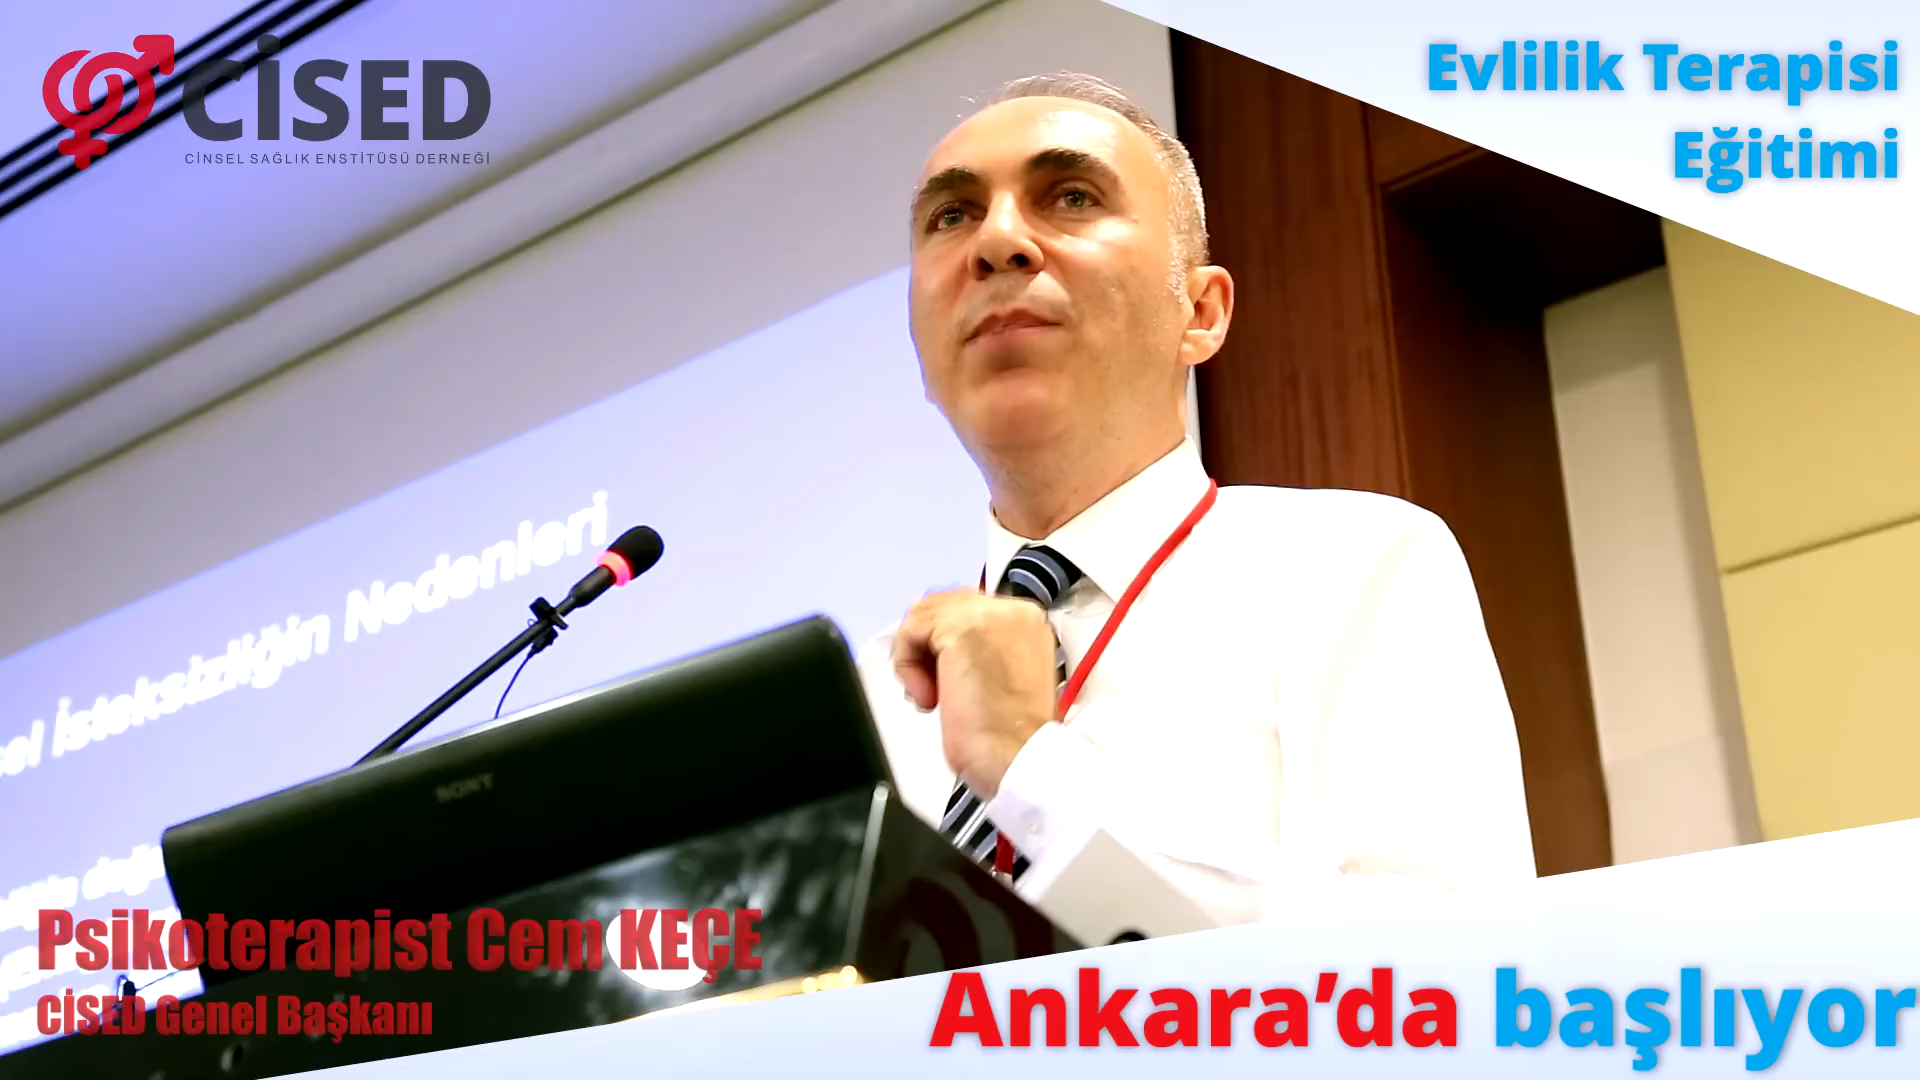 CİSED
CİNSEL SAĞLIK ENSTİTÜSÜ DERNEĞİ
Evlilik Terapisi
Eğitimi
İsteksizliğin Nedenleri
SONY
Psikoterapist Cem KEÇE
CİSED Genel Başkanı
Ankara’da başlıyor